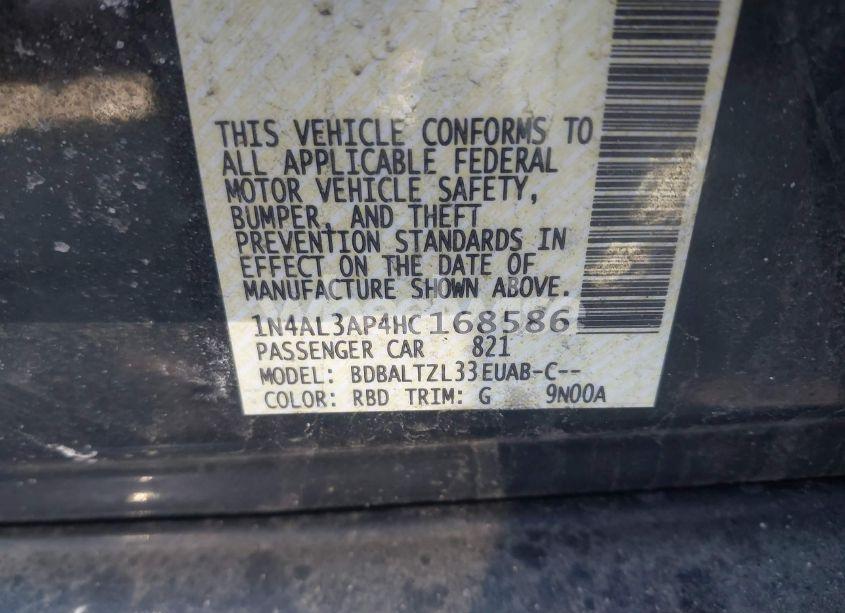 THIS VEHICLE CONFORMS TO
ALL APPLICABLE FEDERAL
MOTOR VEHICLE SAFETY,
BUMPER, AND THEFT
PREVENTION STANDARDS IN
EFFECT ON THE DATE OF
MANUFACTURE SHOWN ABOVE.
1N4AL3AP4HC168586
PASSENGER CAR 821
MODEL: BDBALTZL33EUAB-C--
COLOR: RBD TRIM: G 9N00A